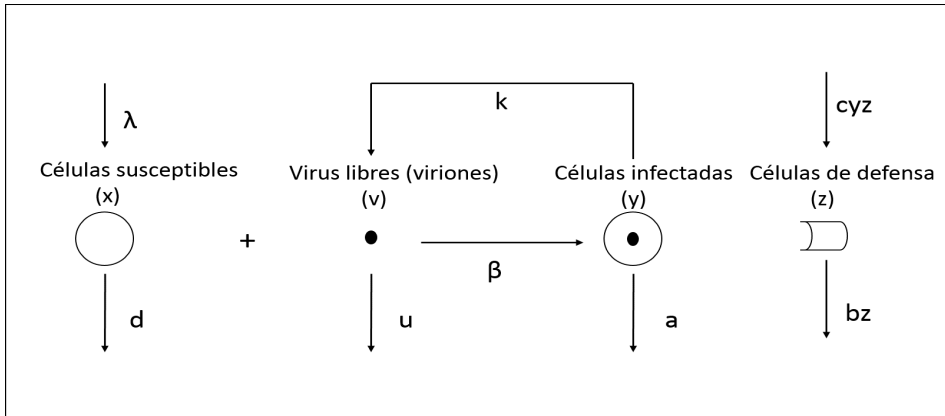 λ
k
cyz
Células susceptibles
(x)
Virus libres (viriones)
(v)
Células infectadas
(y)
Células de defensa
(z)
+
β
d
u
a
bz